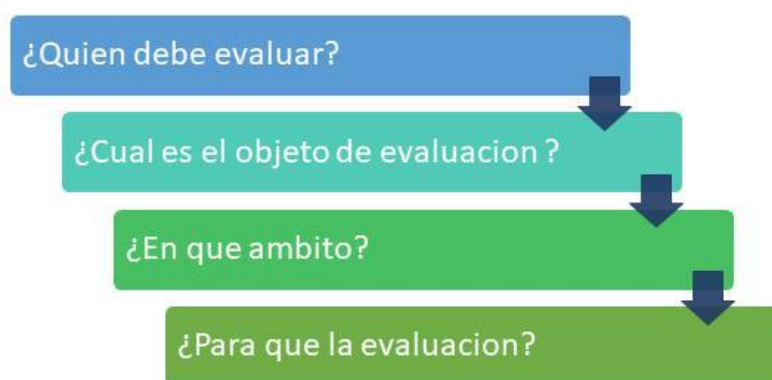 ¿Quien debe evaluar?
¿Cual es el objeto de evaluacion ?
¿En que ambito?
¿Para que la evaluacion?